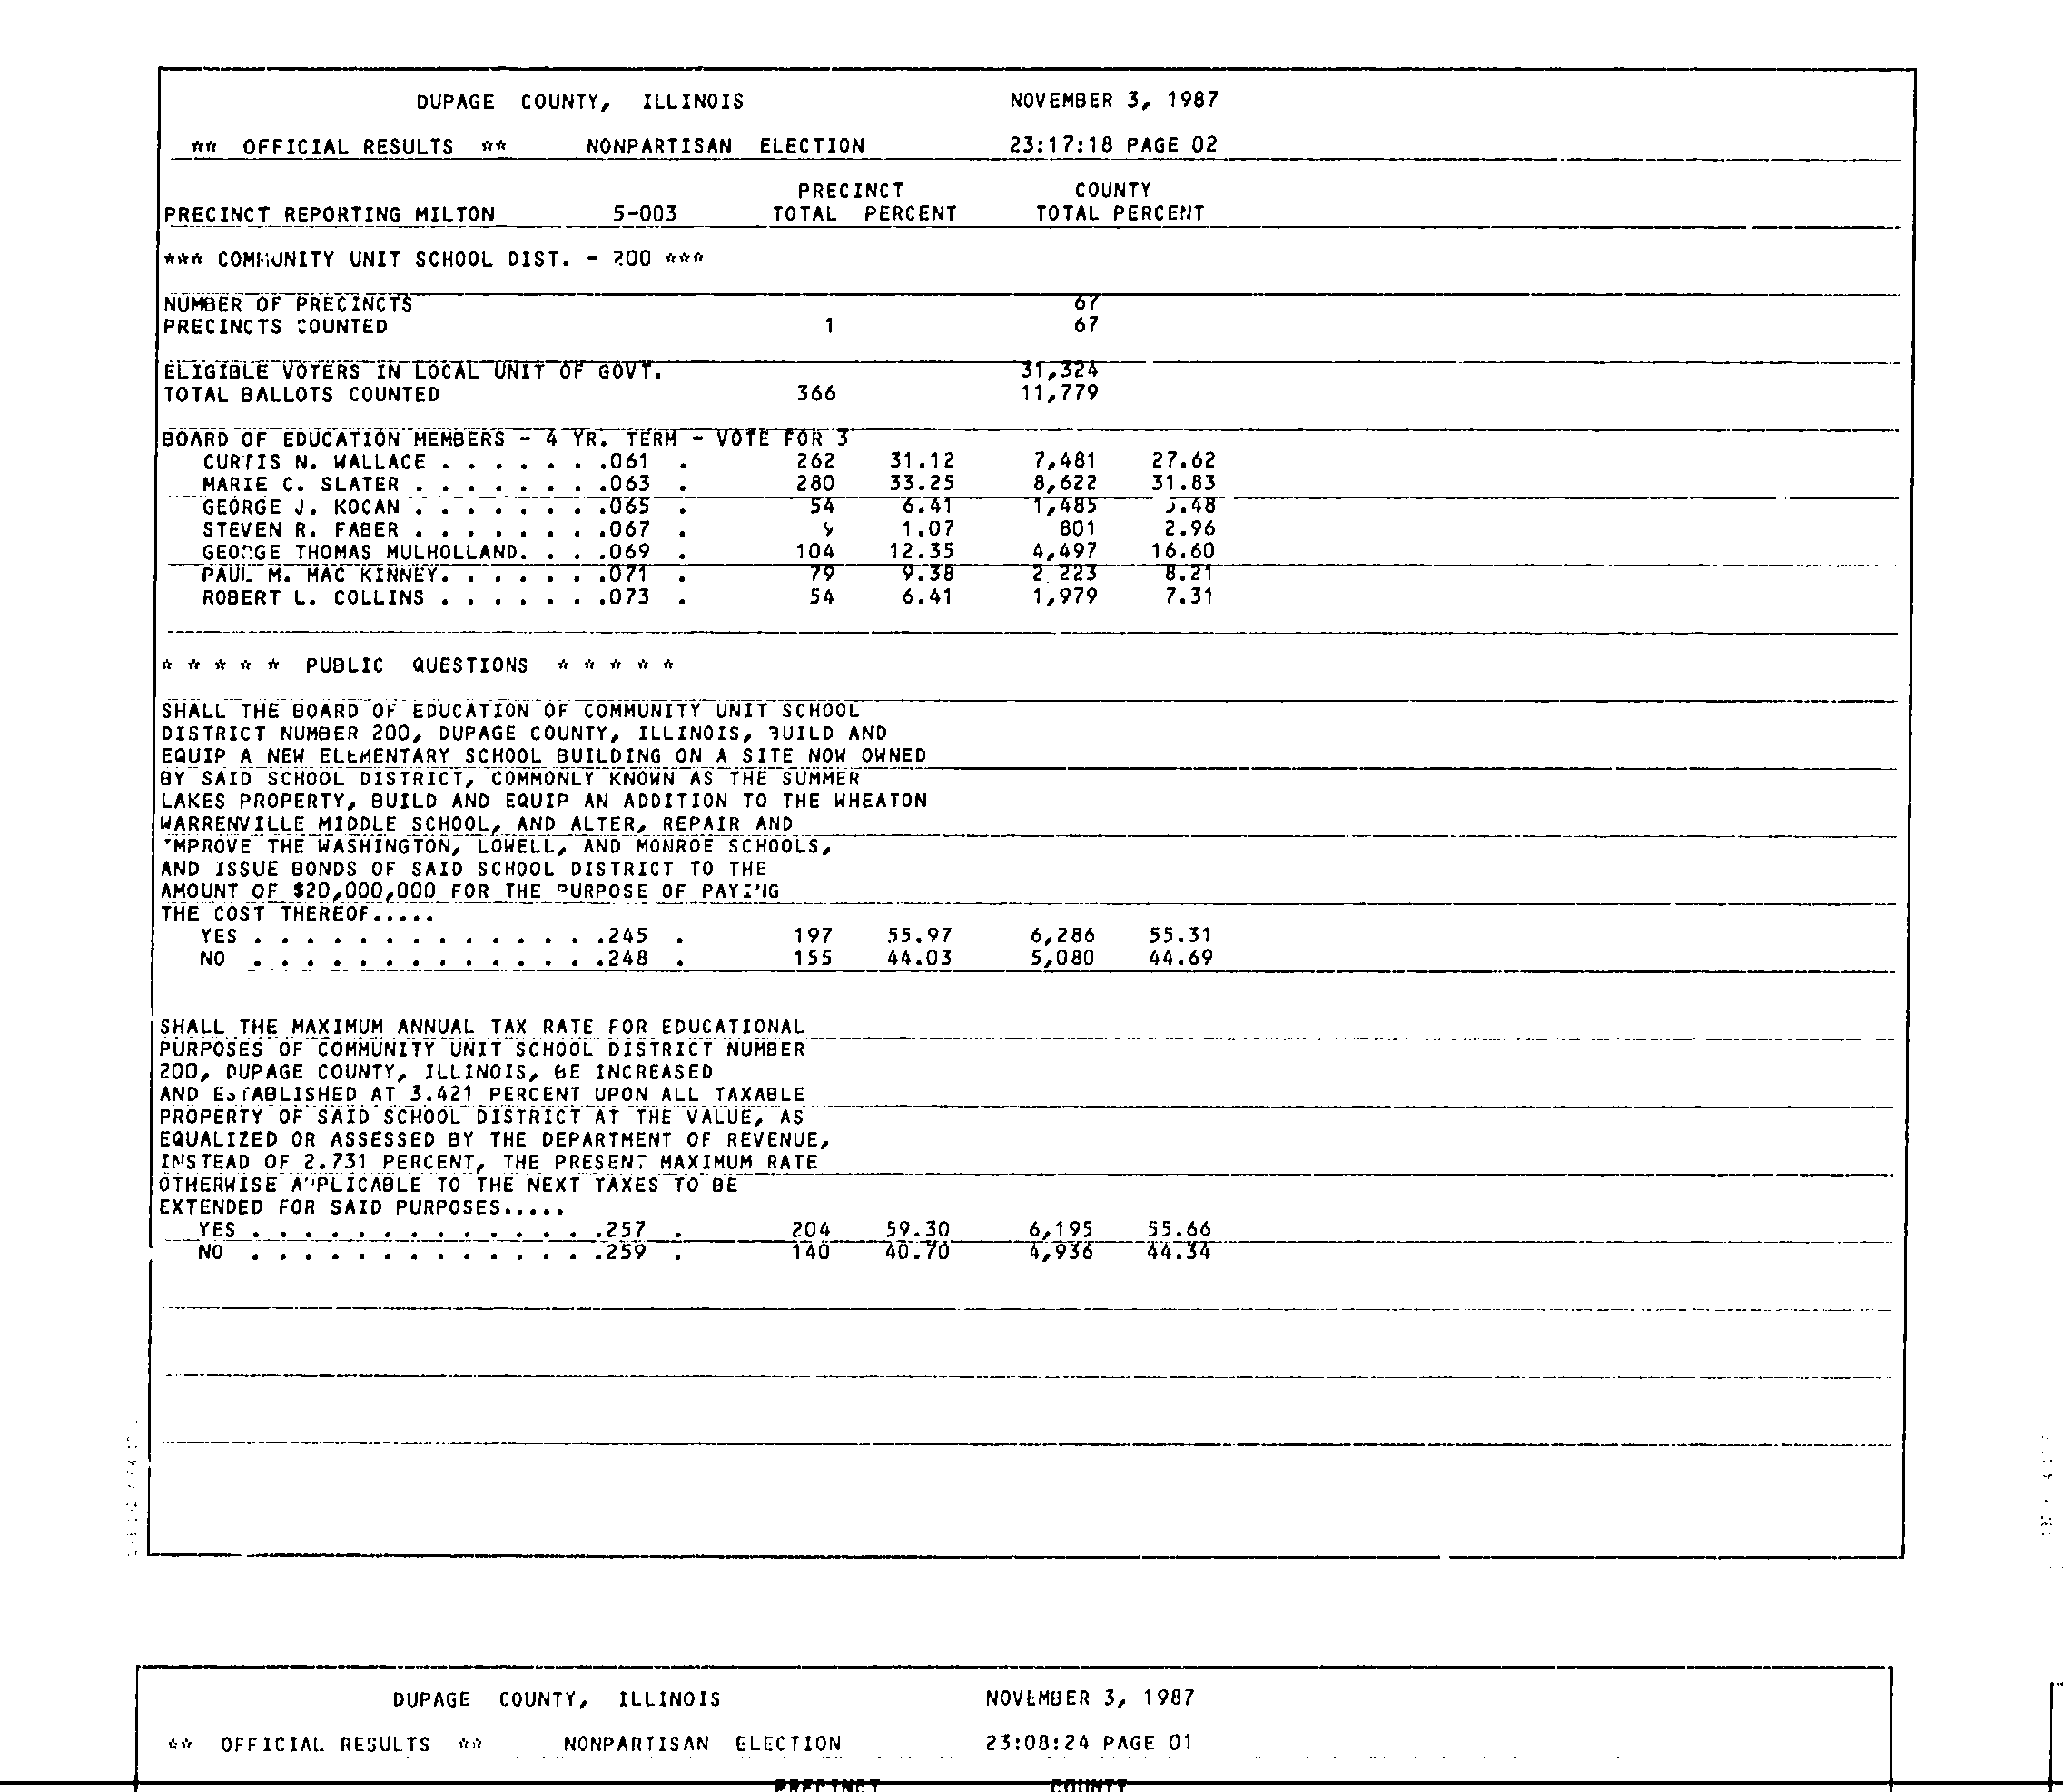 DUPAGE COUNTY, ILLINOIS NOVEMBER 3, 1987
** OFFICIAL RESULTS ** NONPARTISAN ELECTION 23:17:18 PAGE 02
PRECINCT COUNTY
PRECINCT REPORTING MILTON 5-003 TOTAL PERCENT TOTAL PERCENT
*** COMMUNITY UNIT SCHOOL DIST. - 200 ***
NUMBER OF PRECINCTS 67
PRECINCTS COUNTED 1 67
ELIGIBLE VOTERS IN LOCAL UNIT OF GOVT. 31,324
TOTAL BALLOTS COUNTED 366 11,779
BOARD OF EDUCATION MEMBERS - 4 YR. TERM - VOTE FOR 3
CURTIS N. WALLACE . . . . . . .061 . 262 31.12 7,481 27.62
MARIE C. SLATER . . . . . . . .063 . 280 33.25 8,622 31.83
GEORGE J. KOCAN . . . . . . . .065 . 54 6.41 1,485 5.48
STEVEN R. FABER . . . . . . . .067 . 9 1.07 801 2.96
GEORGE THOMAS MULHOLLAND. . . .069 . 104 12.35 4,497 16.60
PAUL M. MAC KINNEY. . . . . . .071 . 79 9.38 2,223 8.21
ROBERT L. COLLINS . . . . . . .073 . 54 6.41 1,979 7.31
* * * * * PUBLIC QUESTIONS * * * * *
SHALL THE BOARD OF EDUCATION OF COMMUNITY UNIT SCHOOL
DISTRICT NUMBER 200, DUPAGE COUNTY, ILLINOIS, BUILD AND
EQUIP A NEW ELEMENTARY SCHOOL BUILDING ON A SITE NOW OWNED
BY SAID SCHOOL DISTRICT, COMMONLY KNOWN AS THE SUMMER
LAKES PROPERTY, BUILD AND EQUIP AN ADDITION TO THE WHEATON
WARRENVILLE MIDDLE SCHOOL, AND ALTER, REPAIR AND
IMPROVE THE WASHINGTON, LOWELL, AND MONROE SCHOOLS,
AND ISSUE BONDS OF SAID SCHOOL DISTRICT TO THE
AMOUNT OF $20,000,000 FOR THE PURPOSE OF PAYING
THE COST THEREOF.....
YES . . . . . . . . . . . . . .245 . 197 55.97 6,286 55.31
NO . . . . . . . . . . . . . .248 . 155 44.03 5,080 44.69
SHALL THE MAXIMUM ANNUAL TAX RATE FOR EDUCATIONAL
PURPOSES OF COMMUNITY UNIT SCHOOL DISTRICT NUMBER
200, DUPAGE COUNTY, ILLINOIS, BE INCREASED
AND ESTABLISHED AT 3.421 PERCENT UPON ALL TAXABLE
PROPERTY OF SAID SCHOOL DISTRICT AT THE VALUE, AS
EQUALIZED OR ASSESSED BY THE DEPARTMENT OF REVENUE,
INSTEAD OF 2.731 PERCENT, THE PRESENT MAXIMUM RATE
OTHERWISE APPLICABLE TO THE NEXT TAXES TO BE
EXTENDED FOR SAID PURPOSES.....
YES . . . . . . . . . . . . . .257 . 204 59.30 6,195 55.66
NO . . . . . . . . . . . . . .259 . 140 40.70 4,936 44.34
DUPAGE COUNTY, ILLINOIS NOVEMBER 3, 1987
** OFFICIAL RESULTS ** NONPARTISAN ELECTION 23:08:24 PAGE 01
PRECINCT COUNTY